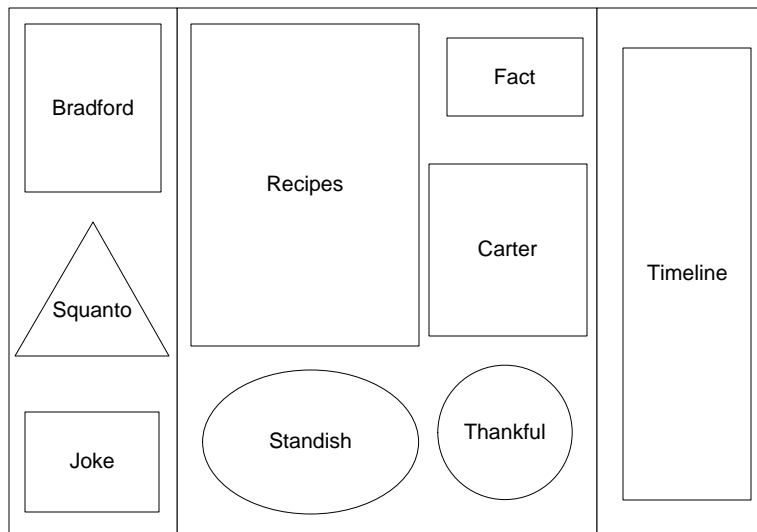 Bradford
Squanto
Joke
Recipes
Standish
Fact
Carter
Thankful
Timeline